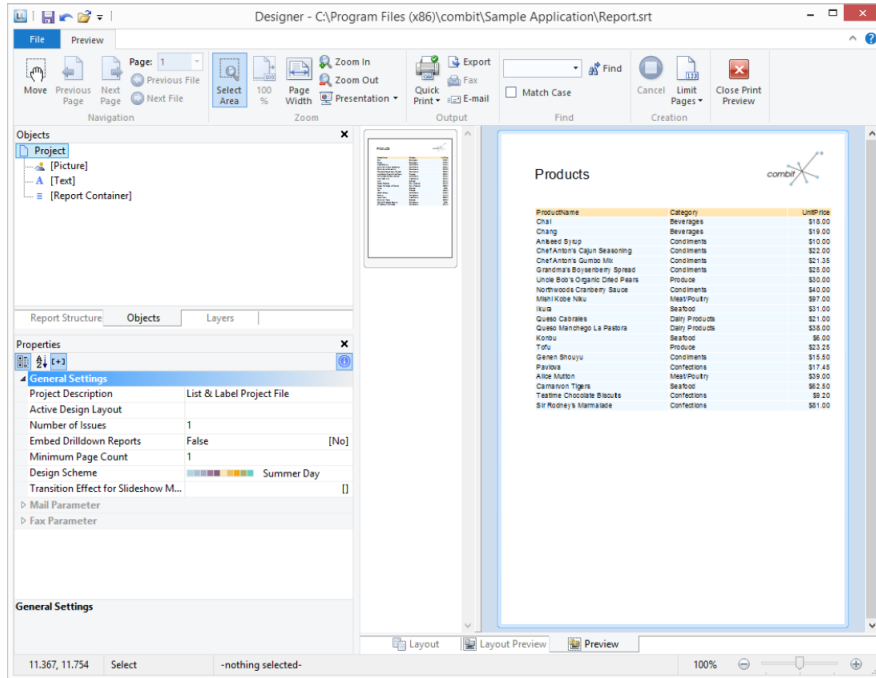 Designer - C:\Program Files (x86)\combit\Sample Application\Report.srt
File Preview
Move Previous Page Next Page Page: 1 Previous File Next File
Select Area 100 % Page Width Zoom In Zoom Out Presentation
Quick Print Export Fax E-mail
Find Match Case
Cancel Limit Pages Close Print Preview
Navigation Zoom Output Find Creation
Objects
Project
[Picture]
[Text]
[Report Container]
Report Structure Objects Layers
Properties
General Settings
Project Description List & Label Project File
Active Design Layout
Number of Issues 1
Embed Drilldown Reports False [No]
Minimum Page Count 1
Design Scheme Summer Day
Transition Effect for Slideshow M... []
Mail Parameter
Fax Parameter
General Settings
Products
combit
ProductName Category UnitPrice
Chai Beverages $18.00
Chang Beverages $19.00
Aniseed Syrup Condiments $10.00
Chef Anton's Cajun Seasoning Condiments $22.00
Chef Anton's Gumbo Mix Condiments $21.35
Grandma's Boysenberry Spread Condiments $25.00
Uncle Bob's Organic Dried Pears Produce $30.00
Northwoods Cranberry Sauce Condiments $40.00
Mishi Kobe Niku Meat/Poultry $97.00
Ikura Seafood $31.00
Queso Cabrales Dairy Products $21.00
Queso Manchego La Pastora Dairy Products $38.00
Konbu Seafood $6.00
Tofu Produce $23.25
Genen Shouyu Condiments $15.50
Pavlova Confections $17.45
Alice Mutton Meat/Poultry $39.00
Carnarvon Tigers Seafood $62.50
Teatime Chocolate Biscuits Confections $9.20
Sir Rodney's Marmalade Confections $81.00
Layout Layout Preview Preview
11.367, 11.754 Select -nothing selected- 100%